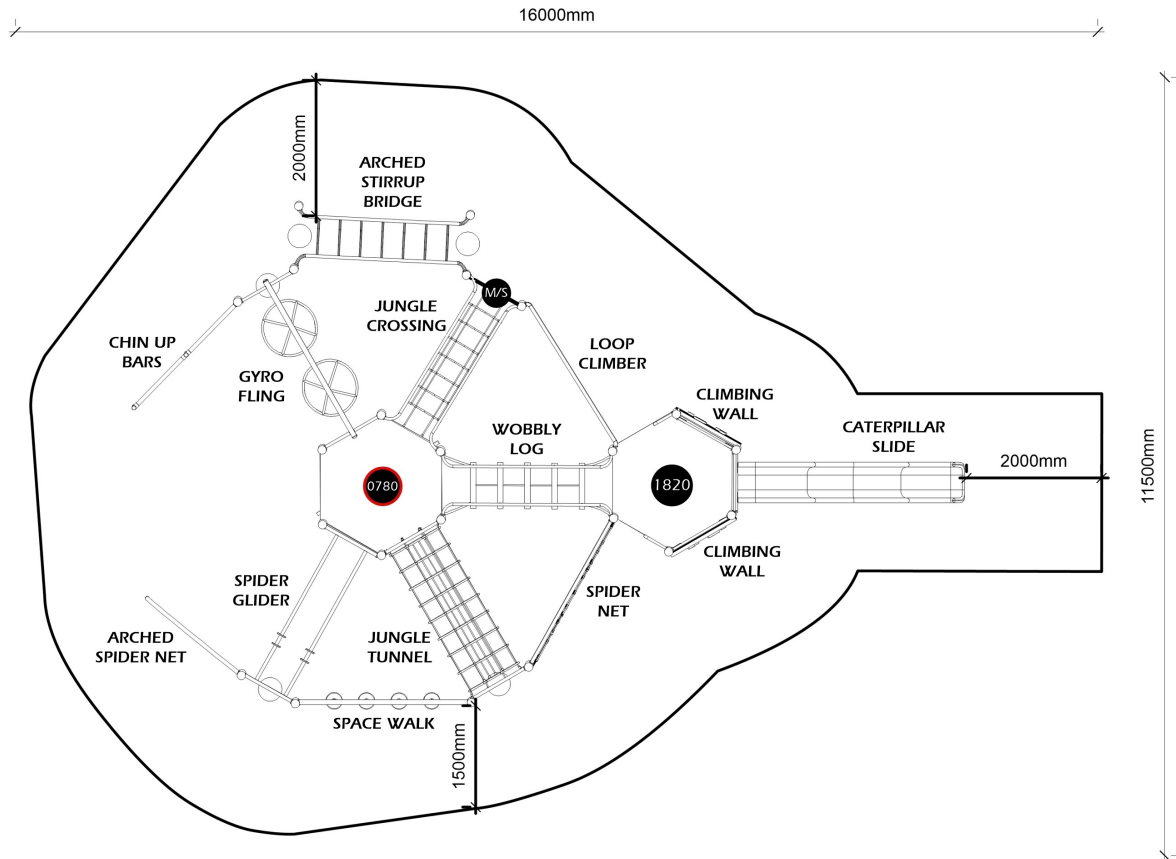 16000mm
2000mm
ARCHED
STIRRUP
BRIDGE
M/S
JUNGLE
CROSSING
CHIN UP
BARS
GYRO
FLING
LOOP
CLIMBER
CLIMBING
WALL
WOBBLY
LOG
CATERPILLAR
SLIDE
2000mm
11500mm
0780
1820
CLIMBING
WALL
SPIDER
GLIDER
SPIDER
NET
ARCHED
SPIDER NET
JUNGLE
TUNNEL
SPACE WALK
1500mm